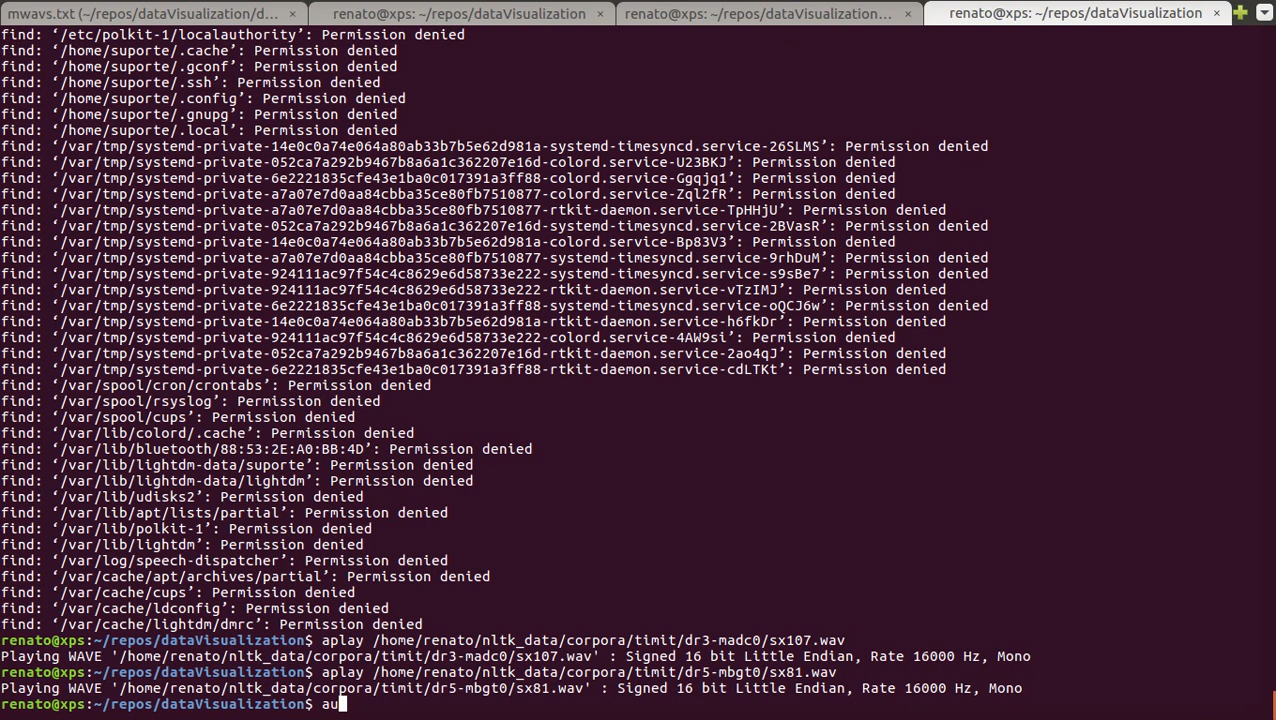 mwavs.txt (~/repos/dataVisualization/d... ×
renato@xps: ~/repos/dataVisualization ×
renato@xps: ~/repos/dataVisualization... ×
renato@xps: ~/repos/dataVisualization ×
find: ‘/etc/polkit-1/localauthority’: Permission denied
find: ‘/home/suporte/.cache’: Permission denied
find: ‘/home/suporte/.gconf’: Permission denied
find: ‘/home/suporte/.ssh’: Permission denied
find: ‘/home/suporte/.config’: Permission denied
find: ‘/home/suporte/.gnupg’: Permission denied
find: ‘/home/suporte/.local’: Permission denied
find: ‘/var/tmp/systemd-private-14e0c0a74e064a80ab33b7b5e62d981a-systemd-timesyncd.service-26SLMS’: Permission denied
find: ‘/var/tmp/systemd-private-052ca7a292b9467b8a6a1c362207e16d-colord.service-U23BKJ’: Permission denied
find: ‘/var/tmp/systemd-private-6e2221835cfe43e1ba0c017391a3ff88-colord.service-Ggqjq1’: Permission denied
find: ‘/var/tmp/systemd-private-a7a07e7d0aa84cbba35ce80fb7510877-colord.service-Zql2fR’: Permission denied
find: ‘/var/tmp/systemd-private-a7a07e7d0aa84cbba35ce80fb7510877-rtkit-daemon.service-TpHHjU’: Permission denied
find: ‘/var/tmp/systemd-private-052ca7a292b9467b8a6a1c362207e16d-systemd-timesyncd.service-2BVasR’: Permission denied
find: ‘/var/tmp/systemd-private-14e0c0a74e064a80ab33b7b5e62d981a-colord.service-Bp83V3’: Permission denied
find: ‘/var/tmp/systemd-private-a7a07e7d0aa84cbba35ce80fb7510877-systemd-timesyncd.service-9rhDuM’: Permission denied
find: ‘/var/tmp/systemd-private-924111ac97f54c4c8629e6d58733e222-systemd-timesyncd.service-s9sBe7’: Permission denied
find: ‘/var/tmp/systemd-private-924111ac97f54c4c8629e6d58733e222-rtkit-daemon.service-vTzIMJ’: Permission denied
find: ‘/var/tmp/systemd-private-6e2221835cfe43e1ba0c017391a3ff88-systemd-timesyncd.service-oQCJ6w’: Permission denied
find: ‘/var/tmp/systemd-private-14e0c0a74e064a80ab33b7b5e62d981a-rtkit-daemon.service-h6fkDr’: Permission denied
find: ‘/var/tmp/systemd-private-924111ac97f54c4c8629e6d58733e222-colord.service-4AW9si’: Permission denied
find: ‘/var/tmp/systemd-private-052ca7a292b9467b8a6a1c362207e16d-rtkit-daemon.service-2ao4qJ’: Permission denied
find: ‘/var/tmp/systemd-private-6e2221835cfe43e1ba0c017391a3ff88-rtkit-daemon.service-cdLTKt’: Permission denied
find: ‘/var/spool/cron/crontabs’: Permission denied
find: ‘/var/spool/rsyslog’: Permission denied
find: ‘/var/spool/cups’: Permission denied
find: ‘/var/lib/colord/.cache’: Permission denied
find: ‘/var/lib/bluetooth/88:53:2E:A0:BB:4D’: Permission denied
find: ‘/var/lib/lightdm-data/suporte’: Permission denied
find: ‘/var/lib/lightdm-data/lightdm’: Permission denied
find: ‘/var/lib/udisks2’: Permission denied
find: ‘/var/lib/apt/lists/partial’: Permission denied
find: ‘/var/lib/polkit-1’: Permission denied
find: ‘/var/lib/lightdm’: Permission denied
find: ‘/var/log/speech-dispatcher’: Permission denied
find: ‘/var/cache/apt/archives/partial’: Permission denied
find: ‘/var/cache/cups’: Permission denied
find: ‘/var/cache/ldconfig’: Permission denied
find: ‘/var/cache/lightdm/dmrc’: Permission denied
renato@xps:~/repos/dataVisualization$ aplay /home/renato/nltk_data/corpora/timit/dr3-madc0/sx107.wav
Playing WAVE '/home/renato/nltk_data/corpora/timit/dr3-madc0/sx107.wav' : Signed 16 bit Little Endian, Rate 16000 Hz, Mono
renato@xps:~/repos/dataVisualization$ aplay /home/renato/nltk_data/corpora/timit/dr5-mbgt0/sx81.wav
Playing WAVE '/home/renato/nltk_data/corpora/timit/dr5-mbgt0/sx81.wav' : Signed 16 bit Little Endian, Rate 16000 Hz, Mono
renato@xps:~/repos/dataVisualization$ au